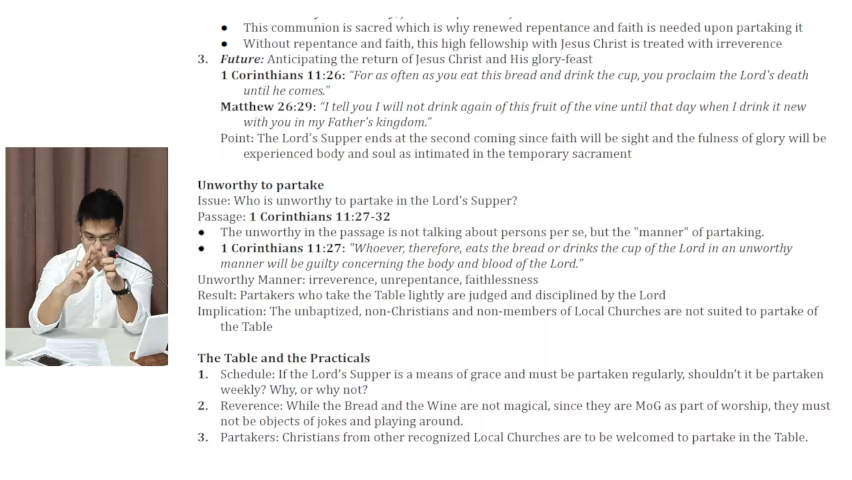 ● This communion is sacred which is why renewed repentance and faith is needed upon partaking it
● Without repentance and faith, this high fellowship with Jesus Christ is treated with irreverence
3. Future: Anticipating the return of Jesus Christ and His glory-feast
1 Corinthians 11:26: “For as often as you eat this bread and drink the cup, you proclaim the Lord's death
until he comes.”
Matthew 26:29: “I tell you I will not drink again of this fruit of the vine until that day when I drink it new
with you in my Father's kingdom.”
Point: The Lord's Supper ends at the second coming since faith will be sight and the fulness of glory will be
experienced body and soul as intimated in the temporary sacrament
Unworthy to partake
Issue: Who is unworthy to partake in the Lord's Supper?
Passage: 1 Corinthians 11:27-32
● The unworthy in the passage is not talking about persons per se, but the "manner" of partaking.
● 1 Corinthians 11:27: "Whoever, therefore, eats the bread or drinks the cup of the Lord in an unworthy
manner will be guilty concerning the body and blood of the Lord."
Unworthy Manner: irreverence, unrepentance, faithlessness
Result: Partakers who take the Table lightly are judged and disciplined by the Lord
Implication: The unbaptized, non-Christians and non-members of Local Churches are not suited to partake of
the Table
The Table and the Practicals
1. Schedule: If the Lord’s Supper is a means of grace and must be partaken regularly, shouldn’t it be partaken
weekly? Why, or why not?
2. Reverence: While the Bread and the Wine are not magical, since they are MoG as part of worship, they must
not be objects of jokes and playing around.
3. Partakers: Christians from other recognized Local Churches are to be welcomed to partake in the Table.